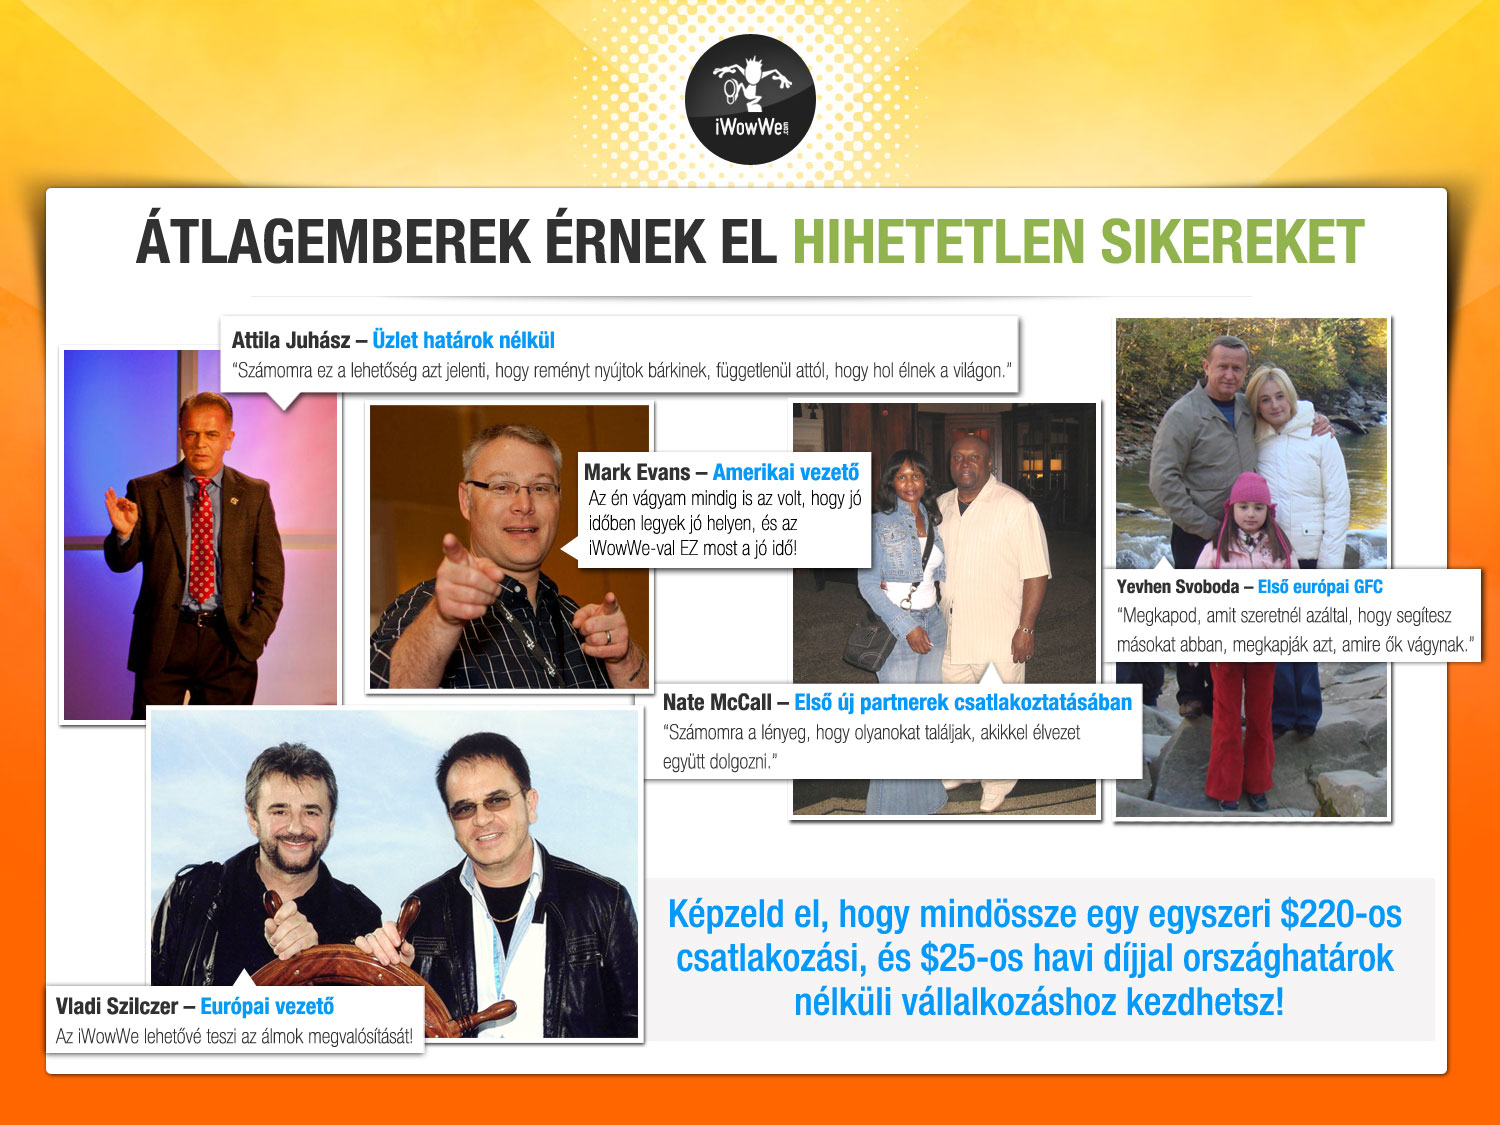 iWowWe.com
ÁTLAGEMBEREK ÉRNEK EL HIHETETLEN SIKEREKET
Attila Juhász – Üzlet határok nélkül
“Számomra ez a lehetőség azt jelenti, hogy reményt nyújtok bárkinek, függetlenül attól, hogy hol élnek a világon.”
Mark Evans – Amerikai vezető
Az én vágyam mindig is az volt, hogy jó
időben legyek jó helyen, és az
iWowWe-val EZ most a jó idő!
Yevhen Svoboda – Első európai GFC
“Megkapod, amit szeretnél azáltal, hogy segítesz
másokat abban, megkapják azt, amire ők vágynak.”
Nate McCall – Első új partnerek csatlakoztatásában
“Számomra a lényeg, hogy olyanokat találjak, akikkel élvezet
együtt dolgozni.”
Vladi Szilczer – Európai vezető
Az iWowWe lehetővé teszi az álmok megvalósítását!
Képzeld el, hogy mindössze egy egyszeri $220-os
csatlakozási, és $25-os havi díjjal országhatárok
nélküli vállalkozáshoz kezdhetsz!